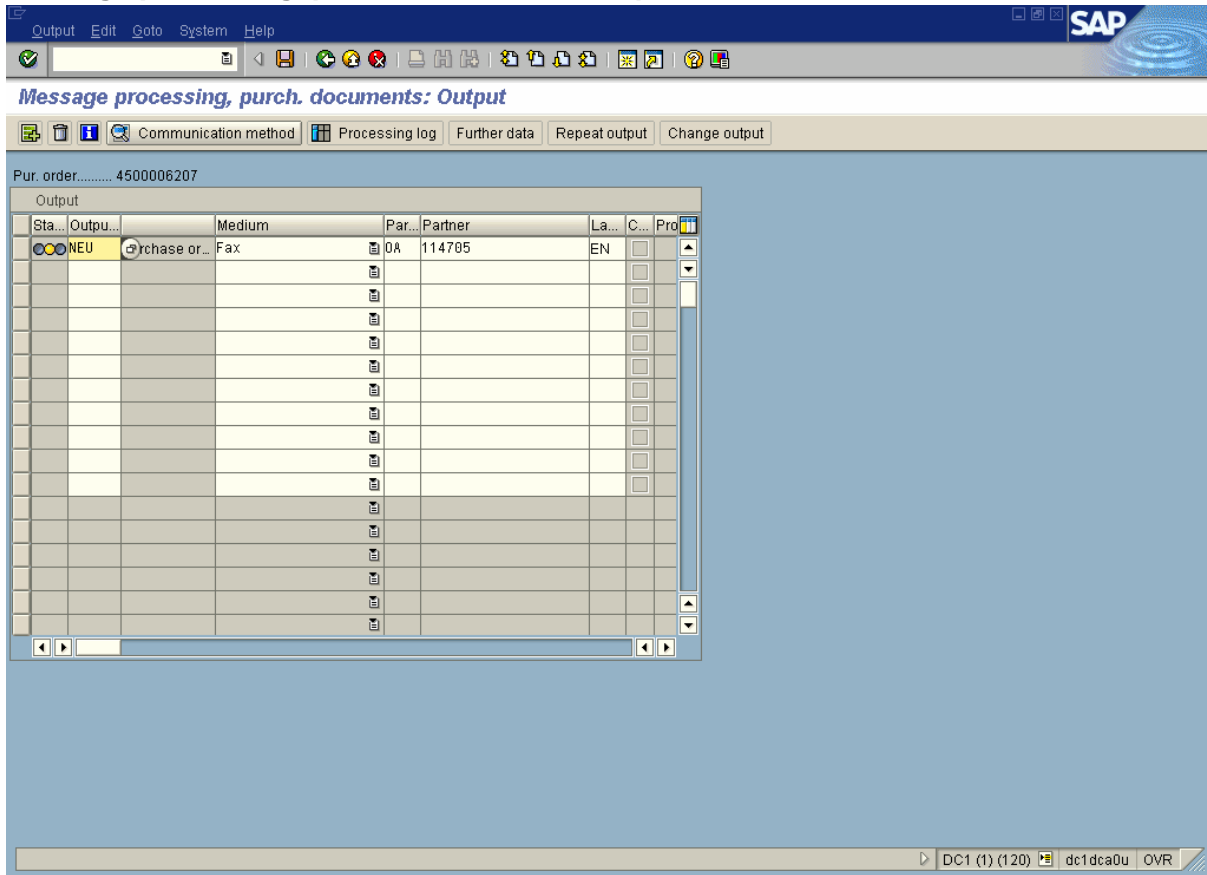 Output Edit Goto System Help
SAP
Message processing, purch. documents: Output
Communication method Processing log Further data Repeat output Change output
Pur. order.......... 4500006207
Output
Sta... Outpu... Medium Par... Partner La... C... Pro
NEU rchase or... Fax OA 114705 EN
DC1 (1) (120) dc1dca0u OVR